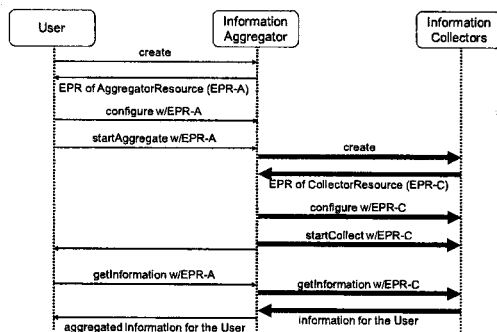 User
Information
Aggregator
Information
Collectors
create
EPR of AggregatorResource (EPR-A)
configure w/EPR-A
startAggregate w/EPR-A
create
EPR of CollectorResource (EPR-C)
configure w/EPR-C
startCollect w/EPR-C
getInformation w/EPR-A
getInformation w/EPR-C
information for the User
aggregated information for the User